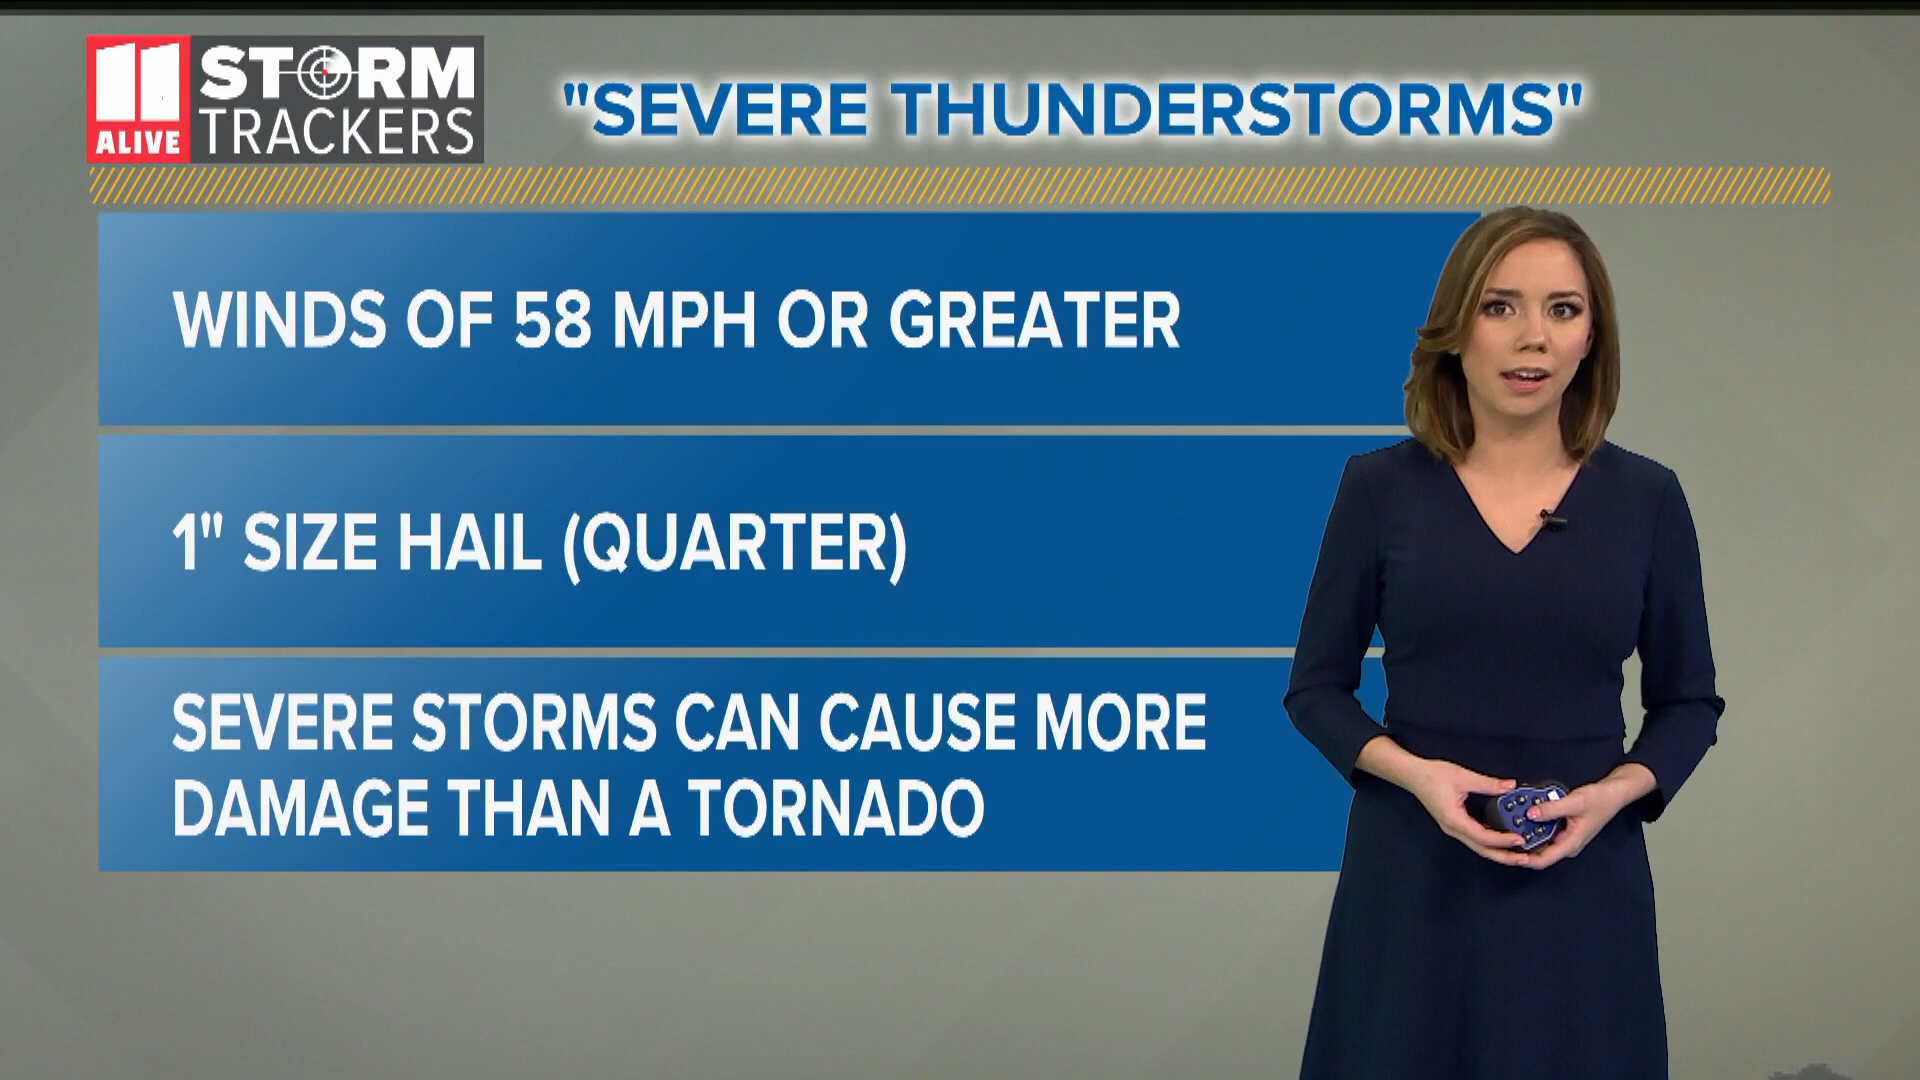 11
ALIVE
STORM
TRACKERS
"SEVERE THUNDERSTORMS"
WINDS OF 58 MPH OR GREATER
1" SIZE HAIL (QUARTER)
SEVERE STORMS CAN CAUSE MORE
DAMAGE THAN A TORNADO